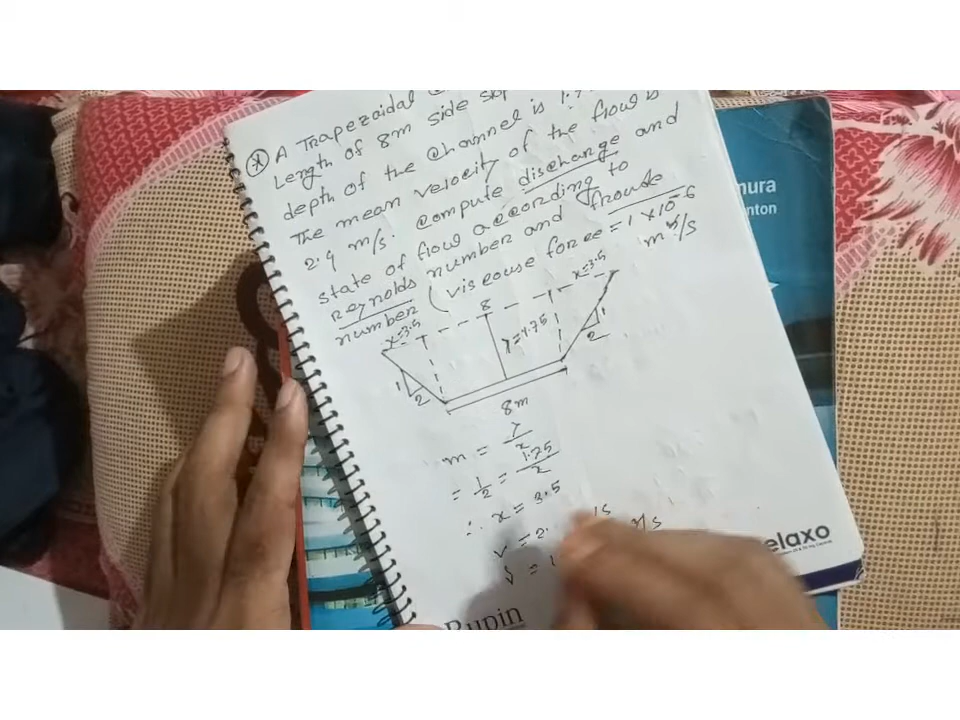 * A Trapezoidal
Length of 8m side slop
depth of the channel is 1.75
The mean velocity of the flow is
2.4 m/s. compute discharge and
state of flow according to
Reynolds number and froude
number (viscouse force = 1 × 10⁻⁶
m²/s
x=3.5
8
x=3.5
y=1.75
1
2
1
2
8m
m = y/x
= 1/2 = 1.75/x
∴ x = 3.5
v = 2.
mura
nton
elaxo
Rupin